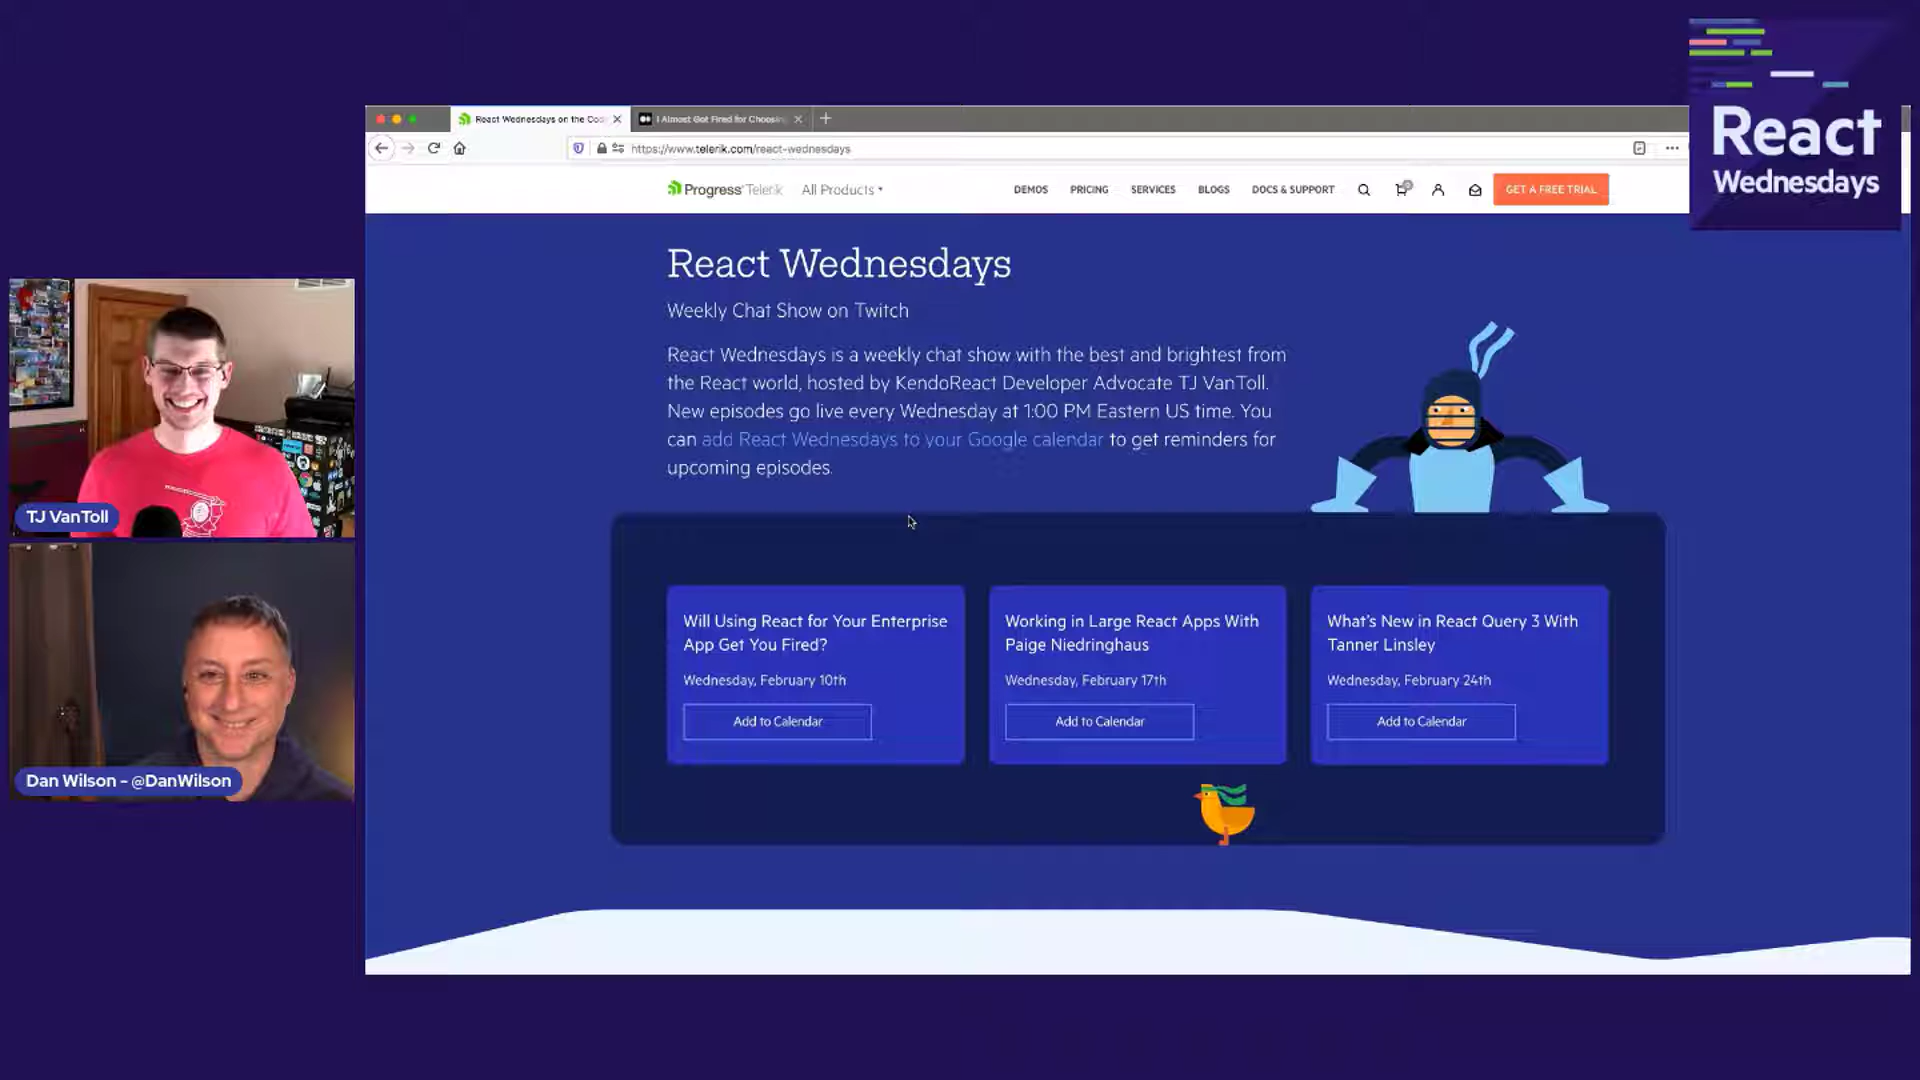 React
Wednesdays
React Wednesdays on the Cod
I Almost Got Fired for Choosin
https://www.telerik.com/react-wednesdays
Progress Telerik
All Products
DEMOS
PRICING
SERVICES
BLOGS
DOCS & SUPPORT
0
GET A FREE TRIAL
React Wednesdays
Weekly Chat Show on Twitch
React Wednesdays is a weekly chat show with the best and brightest from
the React world, hosted by KendoReact Developer Advocate TJ VanToll.
New episodes go live every Wednesday at 1:00 PM Eastern US time. You
can add React Wednesdays to your Google calendar to get reminders for
upcoming episodes.
TJ VanToll
Dan Wilson - @DanWilson
Will Using React for Your Enterprise
App Get You Fired?
Wednesday, February 10th
Add to Calendar
Working in Large React Apps With
Paige Niedringhaus
Wednesday, February 17th
Add to Calendar
What's New in React Query 3 With
Tanner Linsley
Wednesday, February 24th
Add to Calendar